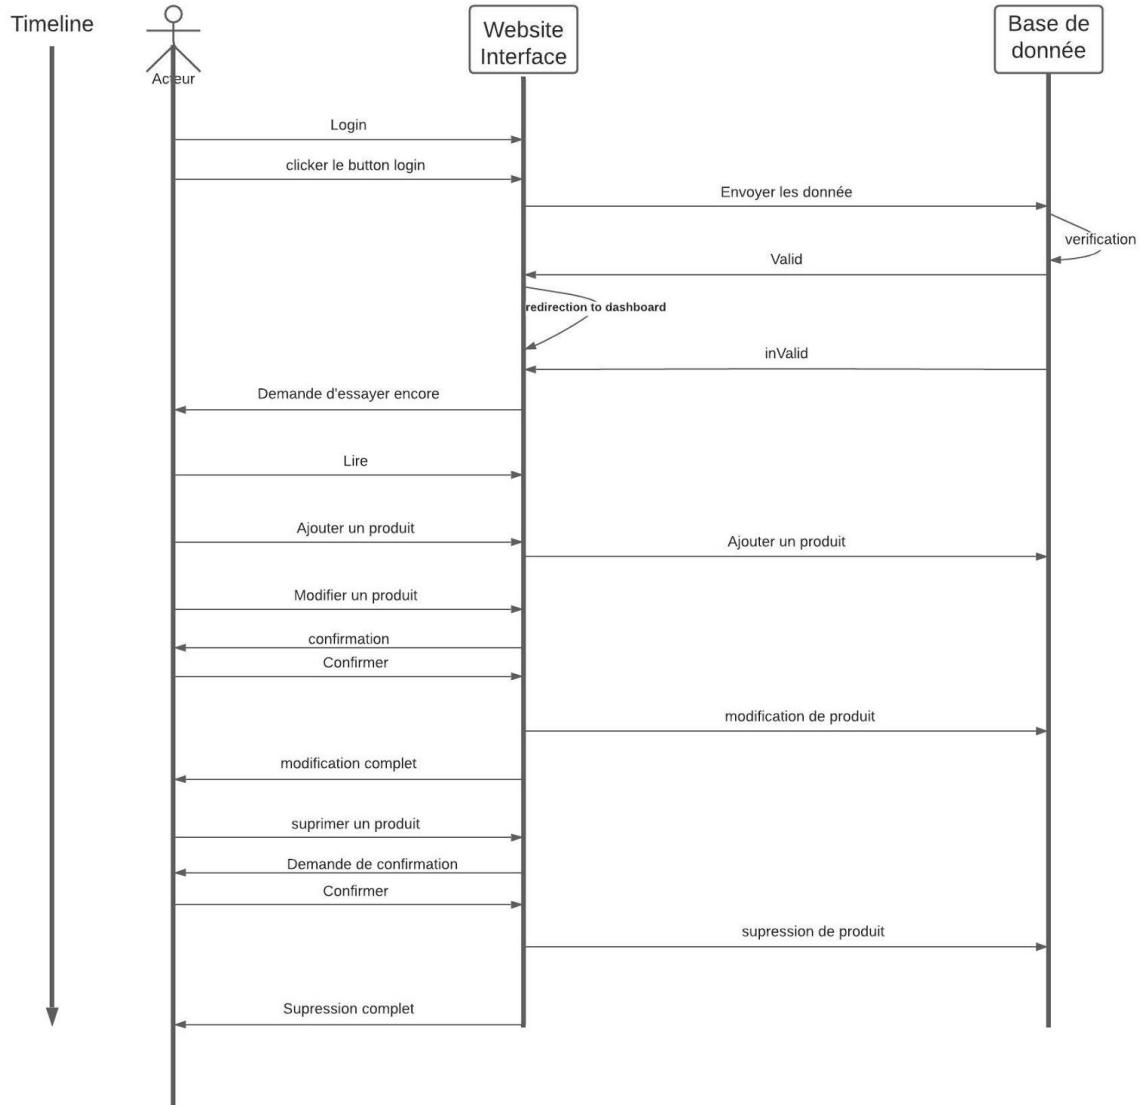 Timeline
Acteur
Website
Interface
Base de
donnée
Login
clicker le button login
Envoyer les donnée
verification
Valid
redirection to dashboard
inValid
Demande d'essayer encore
Lire
Ajouter un produit
Ajouter un produit
Modifier un produit
confirmation
Confirmer
modification de produit
modification complet
suprimer un produit
Demande de confirmation
Confirmer
supression de produit
Supression complet